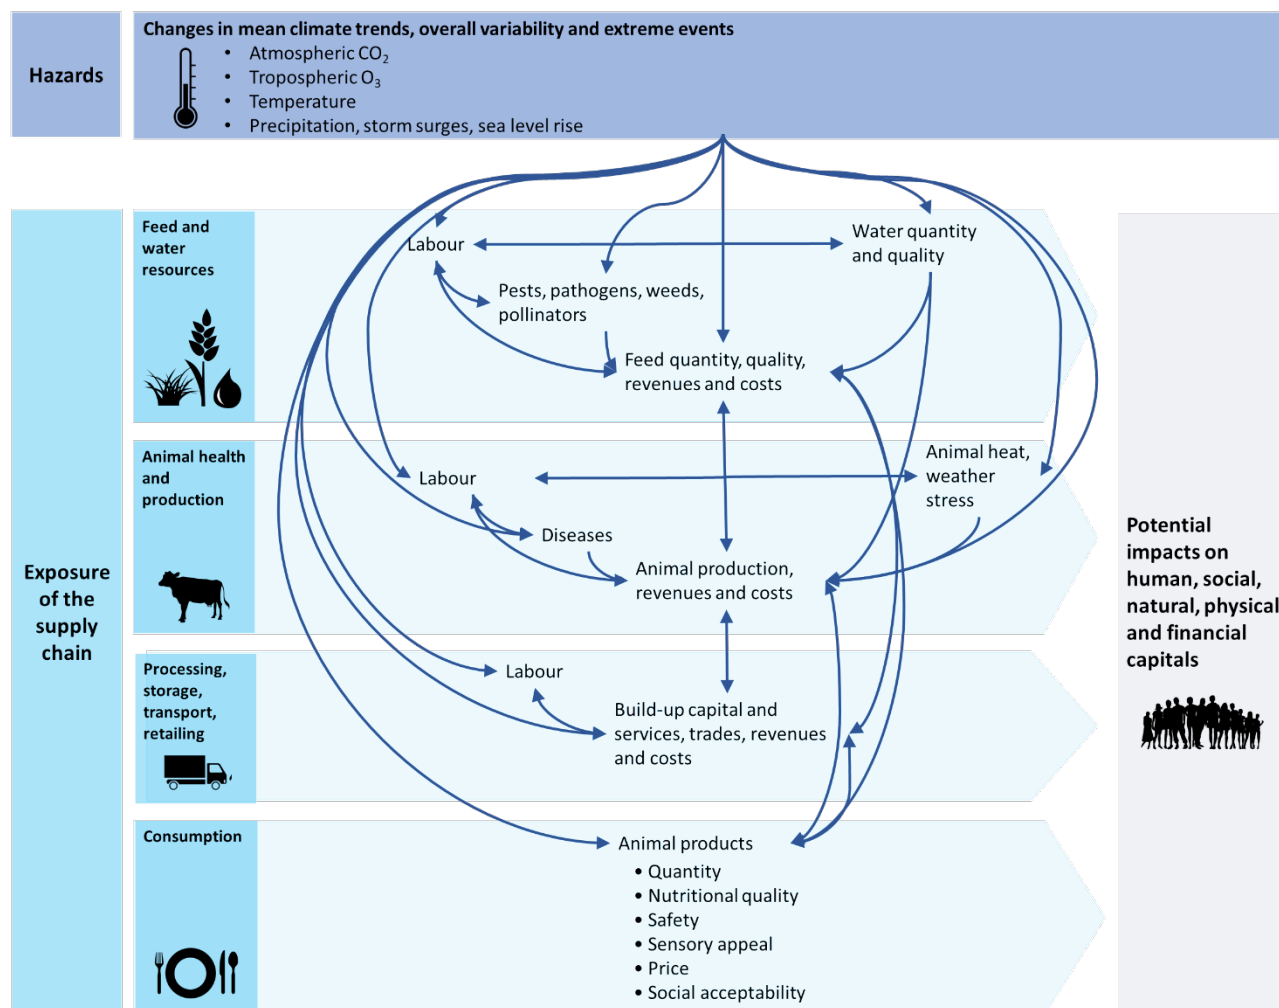 Hazards
Changes in mean climate trends, overall variability and extreme events
• Atmospheric CO₂
• Tropospheric O₃
• Temperature
• Precipitation, storm surges, sea level rise
Exposure
of the
supply
chain
Feed and
water
resources
Labour
Water quantity
and quality
Pests, pathogens, weeds,
pollinators
Feed quantity, quality,
revenues and costs
Animal health
and
production
Labour
Animal heat,
weather
stress
Diseases
Animal production,
revenues and costs
Processing,
storage,
transport,
retailing
Labour
Build-up capital and
services, trades, revenues
and costs
Consumption
Animal products
• Quantity
• Nutritional quality
• Safety
• Sensory appeal
• Price
• Social acceptability
Potential
impacts on
human, social,
natural, physical
and financial
capitals